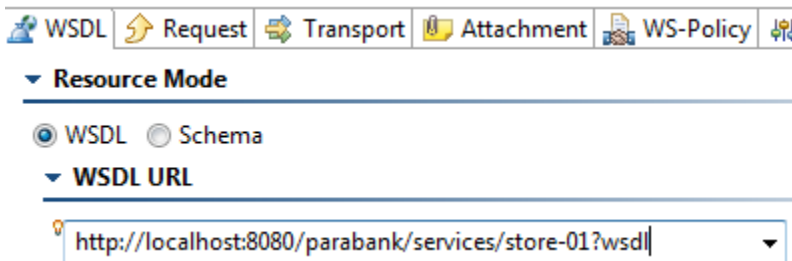 WSDL Request Transport Attachment WS-Policy
Resource Mode
WSDL Schema
WSDL URL
http://localhost:8080/parabank/services/store-01?wsdl